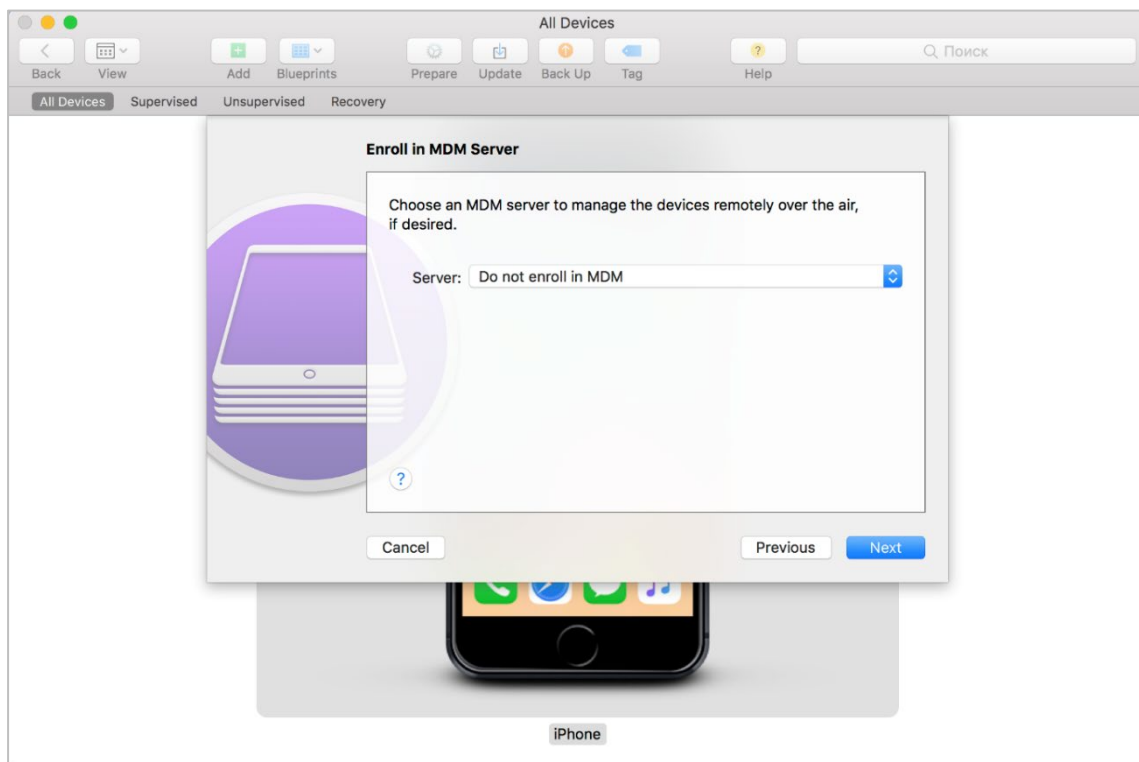 All Devices
Back View Add Blueprints Prepare Update Back Up Tag Help Поиск
All Devices Supervised Unsupervised Recovery
Enroll in MDM Server
Choose an MDM server to manage the devices remotely over the air,
if desired.
Server: Do not enroll in MDM
?
Cancel Previous Next
iPhone